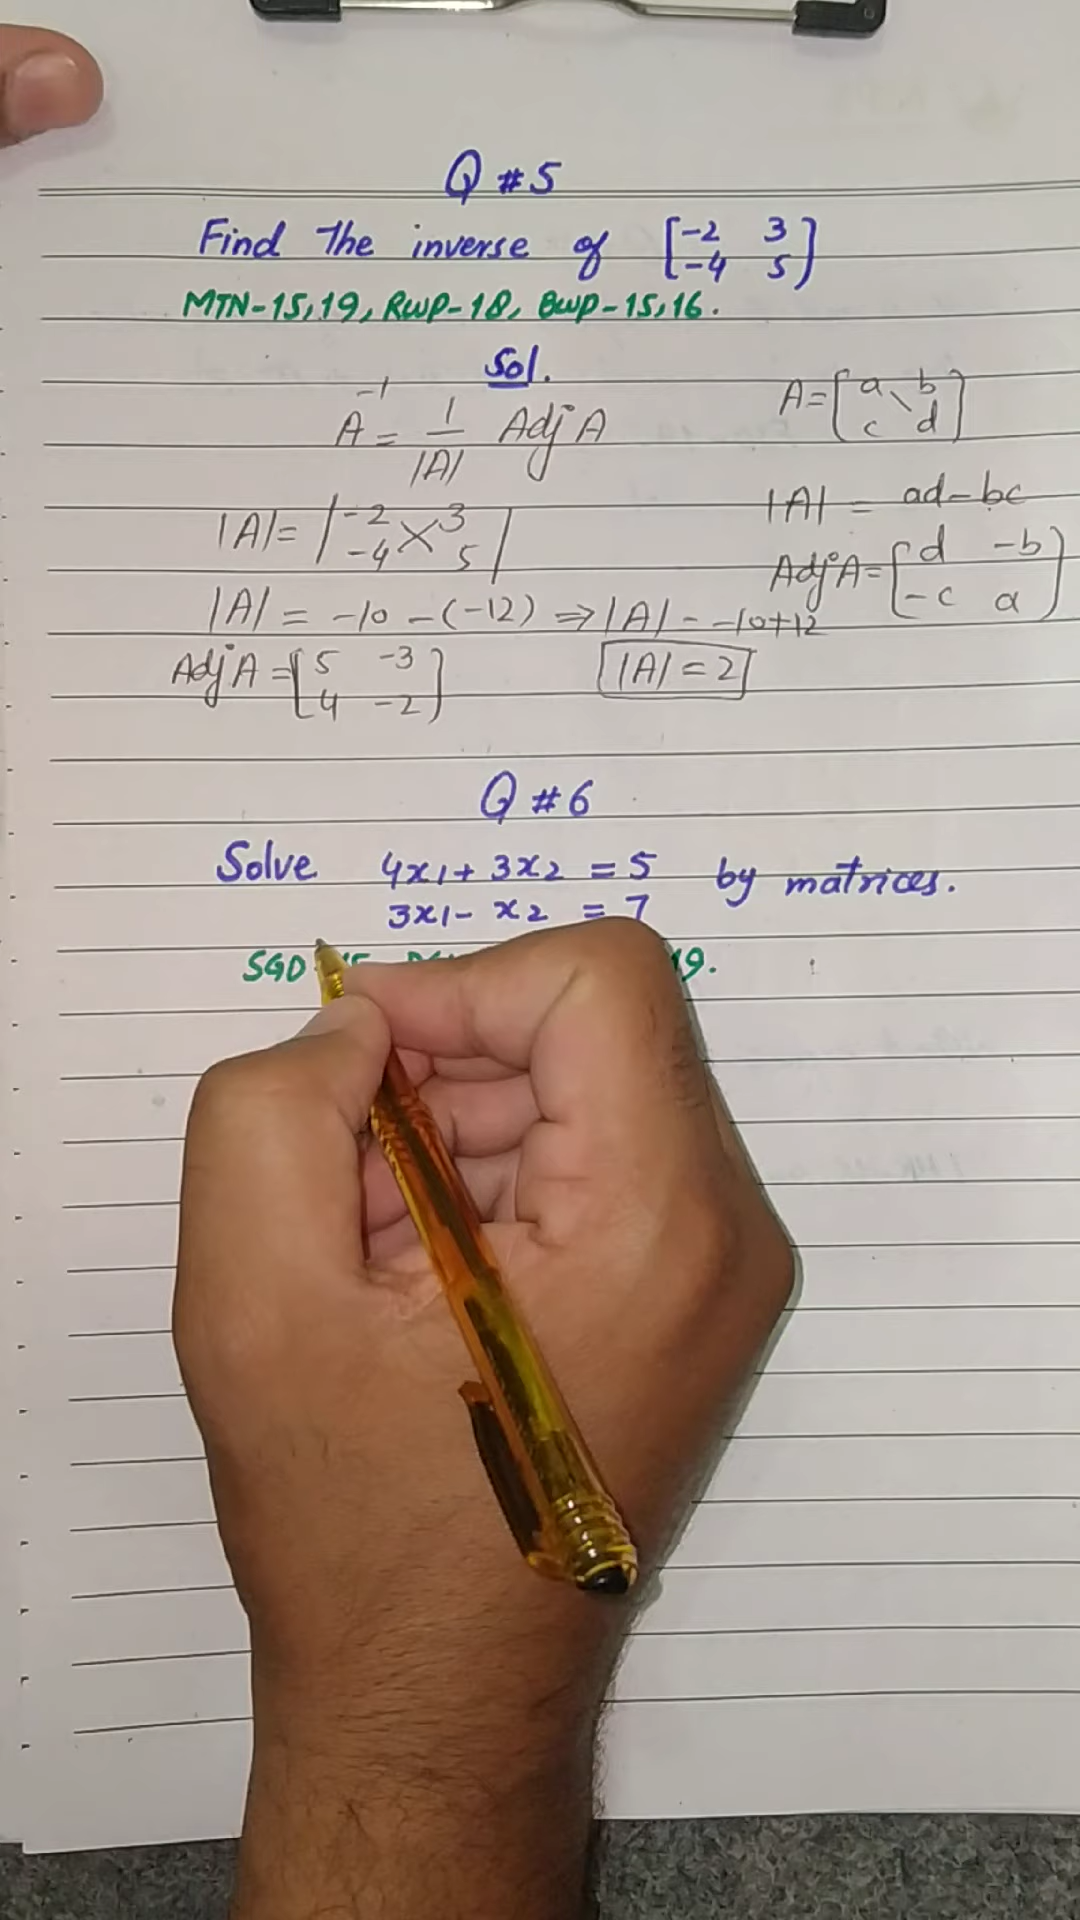 Q # 5
Find the inverse of [-2 3
-4 5]
MTN-15,19, RWP-18, BWP-15,16.
Sol.
A⁻¹ = 1/|A| Adj A
A = [a b
c d]
|A| = |-2 3
-4 5|
|A| = ad - bc
Adj A = [d -b
-c a]
|A| = -10 - (-12) ⇒ |A| = -10+12
Adj A = [5 -3
4 -2]
|A| = 2
Q # 6
Solve 4x1 + 3x2 = 5 by matrices.
3x1 - x2 = 7
SGD 19.